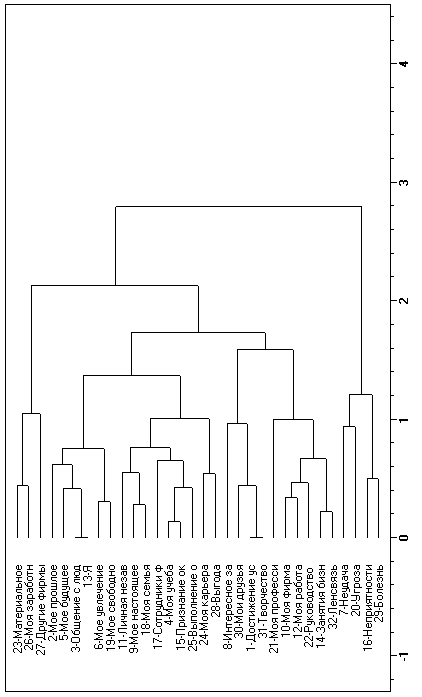 23-Материальное
26-Моя заработн
27-Другие фирмы
2-Мое прошлое
5-Мое будущее
3-Общение с люд
13-Я
6-Мое увлечение
19-Мое свободно
11-Личная незав
9-Мое настоящее
18-Моя семья
17-Сотрудники Ф
4-Моя учеба
15-Признание ок
25-Выполнение о
24-Моя карьера
28-Выгода
8-Интересное за
30-Мои друзья
1-Достижение ус
31-Творчество
21-Моя професси
10-Моя фирма
12-Моя работа
22-Руководство
14-Занятия бизн
32-Ленсвязь
7-Неудача
20-Угроза
16-Неприятности
29-Болезнь
-1
0
1
2
3
4